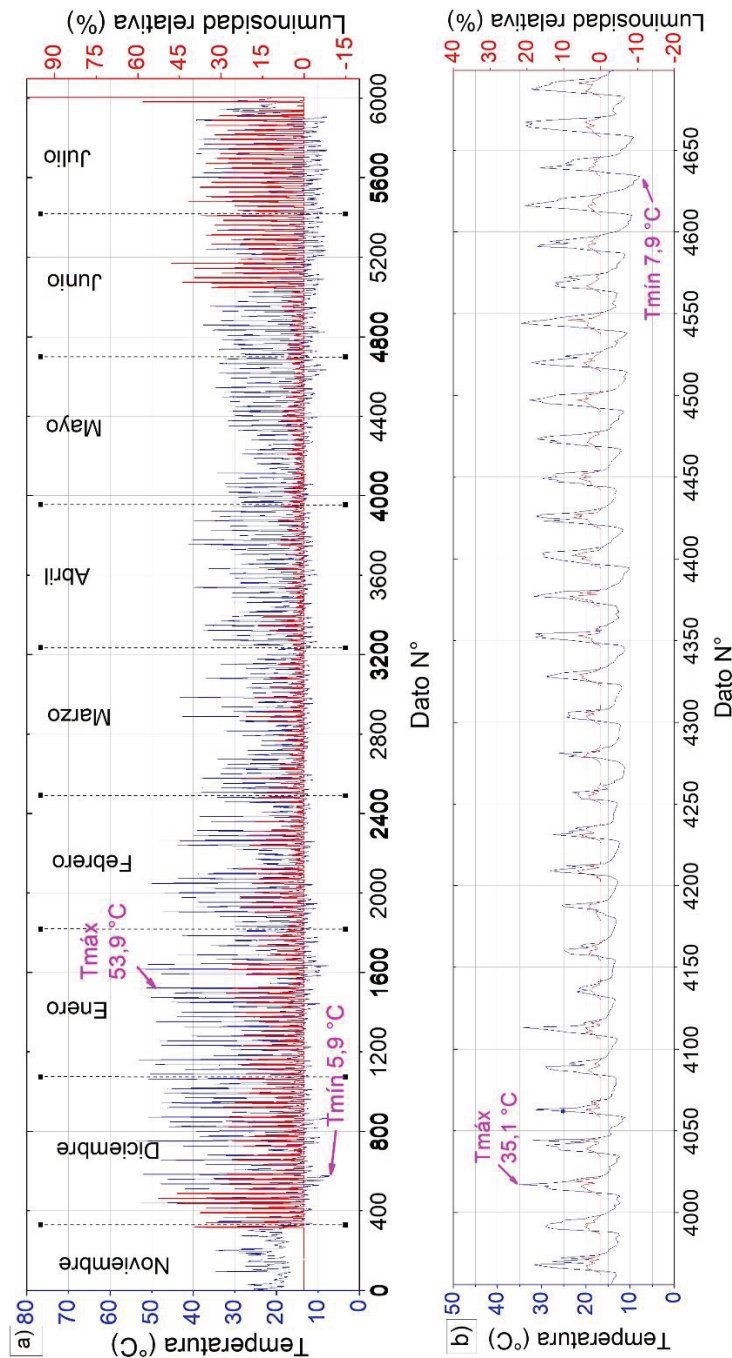 a)
Temperatura (°C)
80
70
60
50
40
30
20
10
0
Noviembre
Diciembre
Enero
Febrero
Marzo
Abril
Mayo
Junio
Julio
Tmáx
53,9 °C
Tmín 5,9 °C
Luminosidad relativa
(%)
90
75
60
45
30
15
0
-15
0
400
800
1200
1600
2000
2400
2800
3200
3600
4000
4400
4800
5200
5600
6000
Dato N°
b)
Temperatura (°C)
50
40
30
20
10
0
Tmáx
35,1 °C
Tmín 7,9 °C
Luminosidad relativa
(%)
40
30
20
10
0
-10
-20
4000
4050
4100
4150
4200
4250
4300
4350
4400
4450
4500
4550
4600
4650
Dato N°